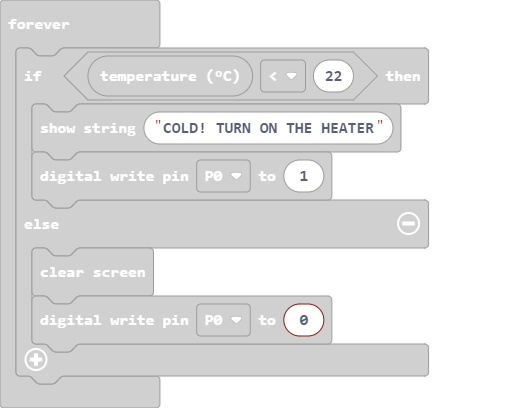 forever
if temperature (°C) < 22 then
show string "COLD! TURN ON THE HEATER"
digital write pin P0 to 1
else
clear screen
digital write pin P0 to 0